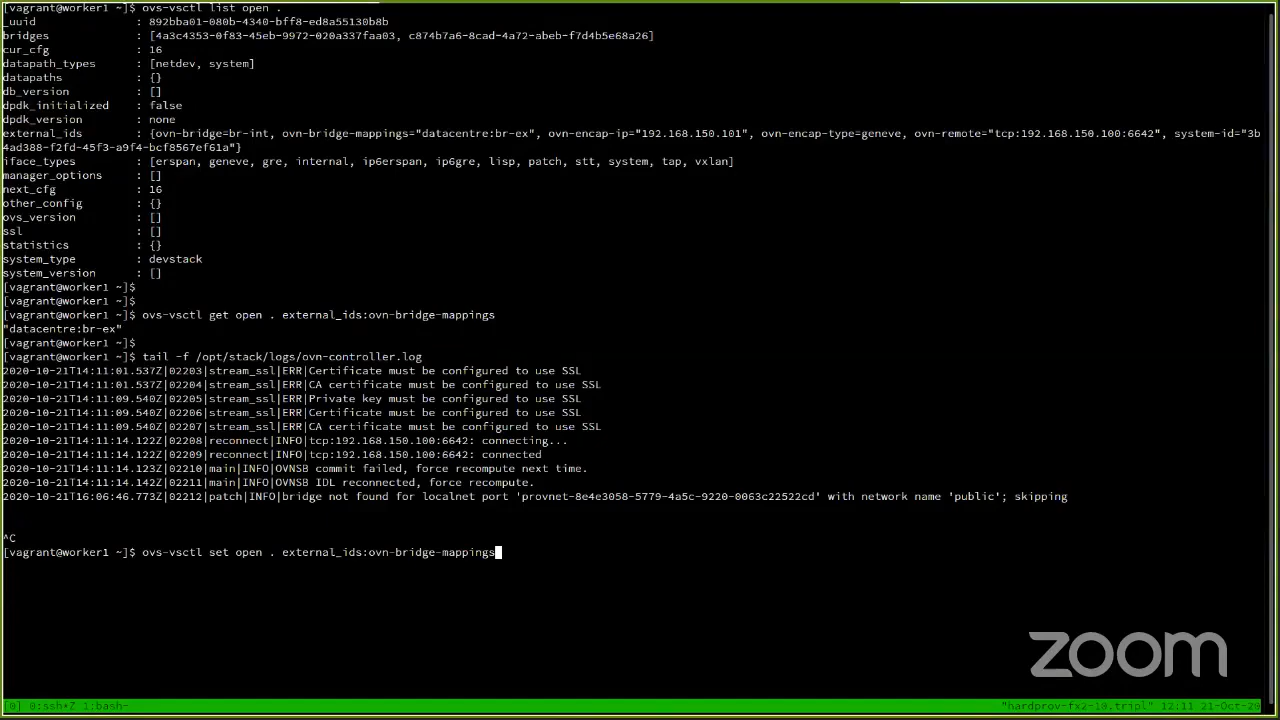 [vagrant@worker1 ~]$ ovs-vsctl list open .
_uuid               : 892bba01-080b-4340-bff8-ed8a55130b8b
bridges             : [4a3c4353-0f83-45eb-9972-020a337faa03, c874b7a6-8cad-4a72-abeb-f7d4b5e68a26]
cur_cfg             : 16
datapath_types      : [netdev, system]
datapaths           : {}
db_version          : []
dpdk_initialized    : false
dpdk_version        : none
external_ids        : {ovn-bridge=br-int, ovn-bridge-mappings="datacentre:br-ex", ovn-encap-ip="192.168.150.101", ovn-encap-type=geneve, ovn-remote="tcp:192.168.150.100:6642", system-id="3b
4ad388-f2fd-45f3-a9f4-bcf8567ef61a"}
iface_types         : [erspan, geneve, gre, internal, ip6erspan, ip6gre, lisp, patch, stt, system, tap, vxlan]
manager_options     : []
next_cfg            : 16
other_config        : {}
ovs_version         : []
ssl                 : []
statistics          : {}
system_type         : devstack
system_version      : []
[vagrant@worker1 ~]$
[vagrant@worker1 ~]$
[vagrant@worker1 ~]$ ovs-vsctl get open . external_ids:ovn-bridge-mappings
"datacentre:br-ex"
[vagrant@worker1 ~]$
[vagrant@worker1 ~]$ tail -f /opt/stack/logs/ovn-controller.log
2020-10-21T14:11:01.537Z|02203|stream_ssl|ERR|Certificate must be configured to use SSL
2020-10-21T14:11:01.537Z|02204|stream_ssl|ERR|CA certificate must be configured to use SSL
2020-10-21T14:11:09.540Z|02205|stream_ssl|ERR|Private key must be configured to use SSL
2020-10-21T14:11:09.540Z|02206|stream_ssl|ERR|Certificate must be configured to use SSL
2020-10-21T14:11:09.540Z|02207|stream_ssl|ERR|CA certificate must be configured to use SSL
2020-10-21T14:11:14.122Z|02208|reconnect|INFO|tcp:192.168.150.100:6642: connecting...
2020-10-21T14:11:14.122Z|02209|reconnect|INFO|tcp:192.168.150.100:6642: connected
2020-10-21T14:11:14.123Z|02210|main|INFO|OVNSB commit failed, force recompute next time.
2020-10-21T14:11:14.142Z|02211|main|INFO|OVNSB IDL reconnected, force recompute.
2020-10-21T16:06:46.773Z|02212|patch|INFO|bridge not found for localnet port 'provnet-8e4e3058-5779-4a5c-9220-0063c22522cd' with network name 'public'; skipping
^C
[vagrant@worker1 ~]$ ovs-vsctl set open . external_ids:ovn-bridge-mappings
zoom
[0] 0:ssh*Z 1:bash- "hardprov-fx2-10.tripl" 12:11 21-Oct-20